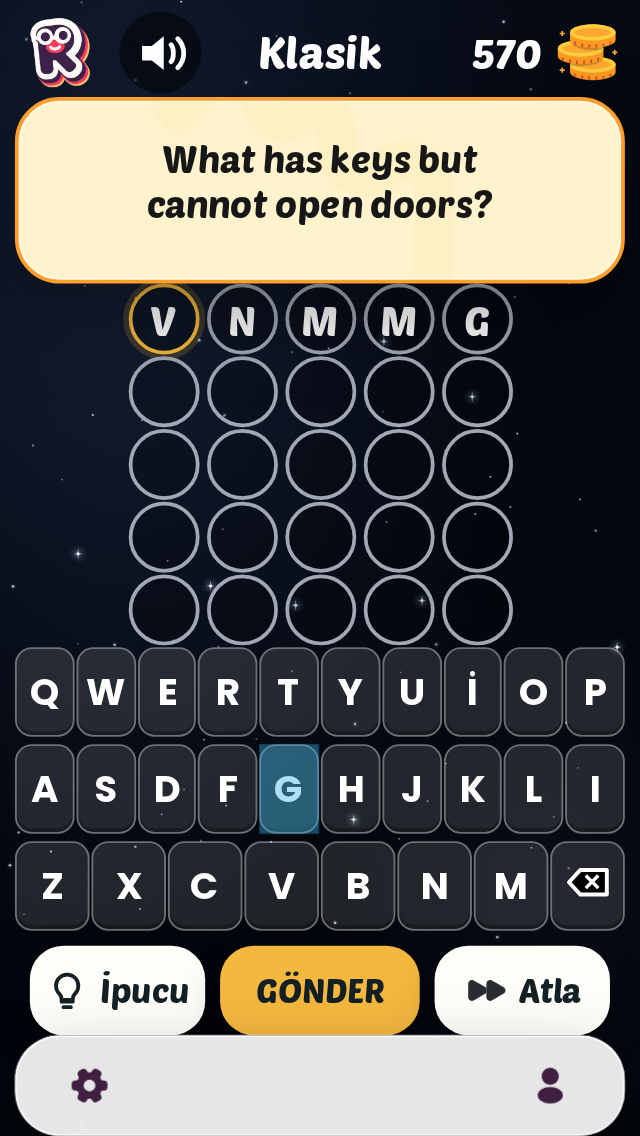 R
Klasik
570
What has keys but
cannot open doors?
V N M M G
Q W E R T Y U İ O P
A S D F G H J K L I
Z X C V B N M
İpucu
GÖNDER
Atla